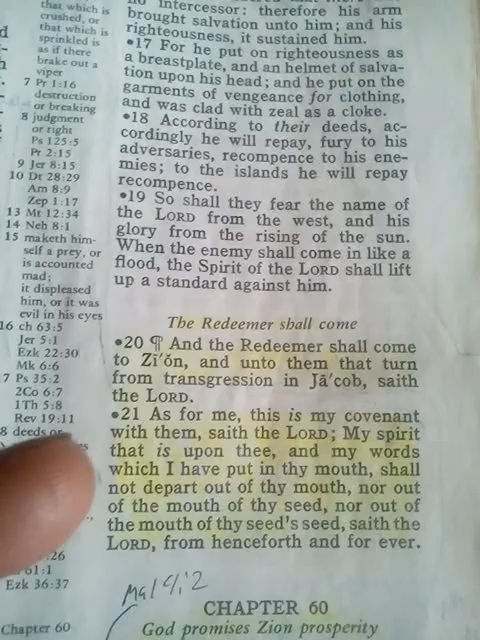 that which is
crushed, or
that which is
sprinkled is
as if there
brake out a
viper
7 Pr 1:16
destruction
or breaking
8 judgment
or right
Ps 125:5
Pr 2:15
9 Jer 8:15
10 Dt 28:29
Am 8:9
Zep 1:17
13 Mt 12:34
14 Neh 8:1
15 maketh him-
self a prey, or
is accounted
mad;
it displeased
him, or it was
evil in his eyes
16 ch 63:5
Jer 5:1
Ezk 22:30
Mk 6:6
7 Ps 35:2
2Co 6:7
1Th 5:8
Rev 19:11
8 deeds or
Ezk 36:37
Chapter 60
no intercessor: therefore his arm
brought salvation unto him; and his
righteousness, it sustained him.
•17 For he put on righteousness as
a breastplate, and an helmet of salva-
tion upon his head; and he put on the
garments of vengeance for clothing,
and was clad with zeal as a cloke.
•18 According to their deeds, ac-
cordingly he will repay, fury to his
adversaries, recompence to his ene-
mies; to the islands he will repay
recompence.
•19 So shall they fear the name of
the LORD from the west, and his
glory from the rising of the sun.
When the enemy shall come in like a
flood, the Spirit of the LORD shall lift
up a standard against him.
The Redeemer shall come
•20 ¶ And the Redeemer shall come
to Zī'ŏn, and unto them that turn
from transgression in Jā'cob, saith
the LORD.
•21 As for me, this is my covenant
with them, saith the LORD; My spirit
that is upon thee, and my words
which I have put in thy mouth, shall
not depart out of thy mouth, nor out
of the mouth of thy seed, nor out of
the mouth of thy seed's seed, saith the
LORD, from henceforth and for ever.
CHAPTER 60
God promises Zion prosperity